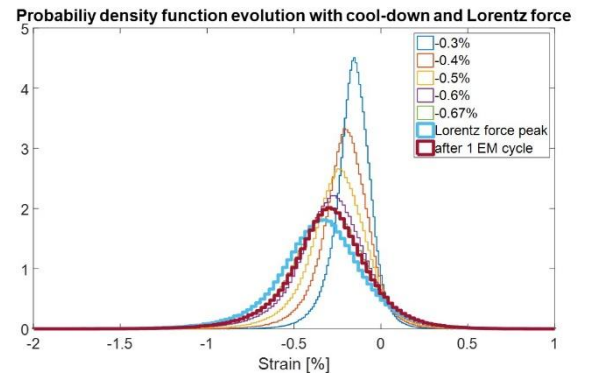 Probabiliy density function evolution with cool-down and Lorentz force
5
4
3
2
1
0
-0.3%
-0.4%
-0.5%
-0.6%
-0.67%
Lorentz force peak
after 1 EM cycle
-2 -1.5 -1 -0.5 0 0.5 1
Strain [%]